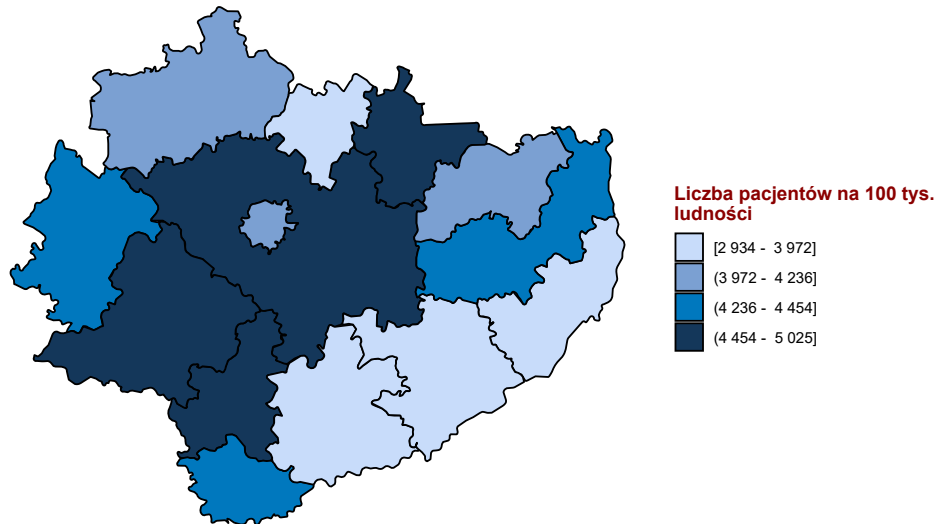 Liczba pacjentów na 100 tys.
ludności
[2 934 - 3 972]
(3 972 - 4 236]
(4 236 - 4 454]
(4 454 - 5 025]